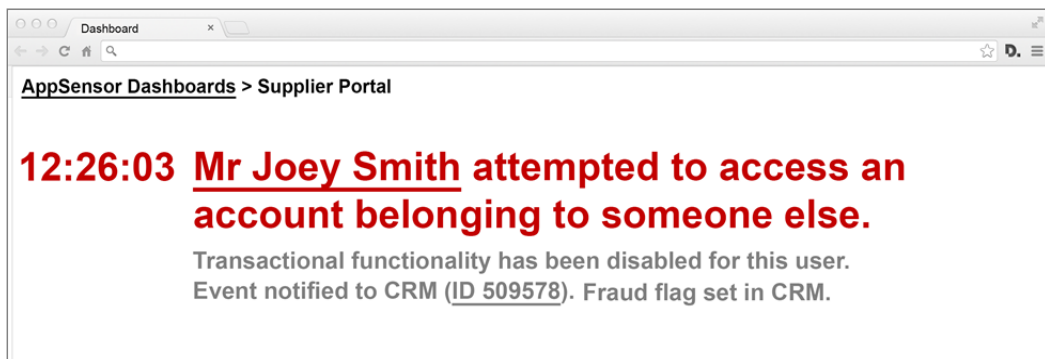 Dashboard
AppSensor Dashboards > Supplier Portal
12:26:03 Mr Joey Smith attempted to access an
account belonging to someone else.
Transactional functionality has been disabled for this user.
Event notified to CRM (ID 509578). Fraud flag set in CRM.
D.